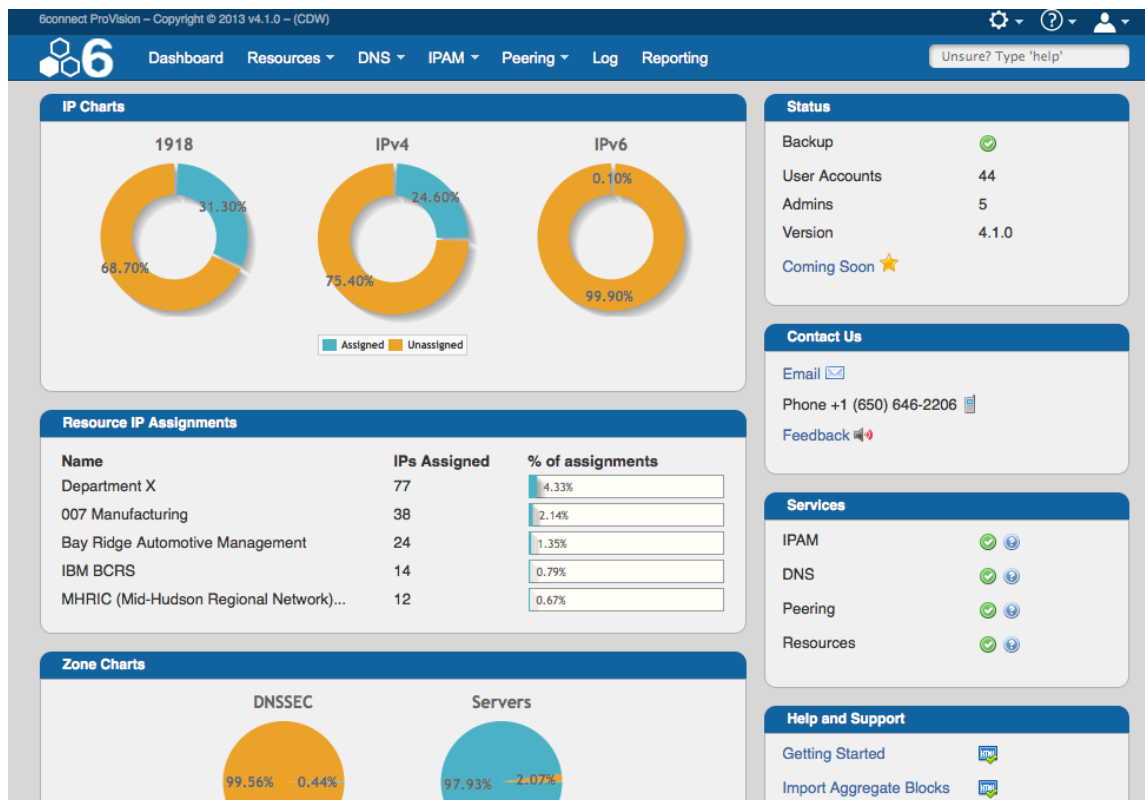 6connect ProVision – Copyright © 2013 v4.1.0 – (CDW)
6 Dashboard Resources DNS IPAM Peering Log Reporting Unsure? Type 'help'
IP Charts
1918 IPv4 IPv6
31.30% 68.70% 24.60% 75.40% 0.10% 99.90%
Assigned Unassigned
Resource IP Assignments
Name IPs Assigned % of assignments
Department X 77 4.33%
007 Manufacturing 38 2.14%
Bay Ridge Automotive Management 24 1.35%
IBM BCRS 14 0.79%
MHRIC (Mid-Hudson Regional Network)... 12 0.67%
Zone Charts
DNSSEC Servers
99.56% 0.44% 97.93% 2.07%
Status
Backup
User Accounts 44
Admins 5
Version 4.1.0
Coming Soon
Contact Us
Email
Phone +1 (650) 646-2206
Feedback
Services
IPAM
DNS
Peering
Resources
Help and Support
Getting Started HTML
Import Aggregate Blocks HTML